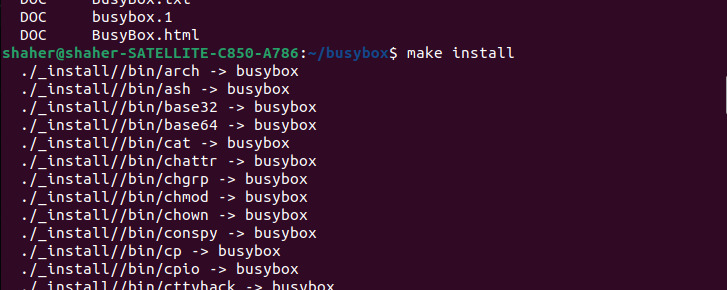 DOC BusyBox.txt
DOC busybox.1
DOC BusyBox.html
shaher@shaher-SATELLITE-C850-A786:~/busybox$ make install
./_install//bin/arch -> busybox
./_install//bin/ash -> busybox
./_install//bin/base32 -> busybox
./_install//bin/base64 -> busybox
./_install//bin/cat -> busybox
./_install//bin/chattr -> busybox
./_install//bin/chgrp -> busybox
./_install//bin/chmod -> busybox
./_install//bin/chown -> busybox
./_install//bin/conspy -> busybox
./_install//bin/cp -> busybox
./_install//bin/cpio -> busybox
./_install//bin/cttyhack -> busybox